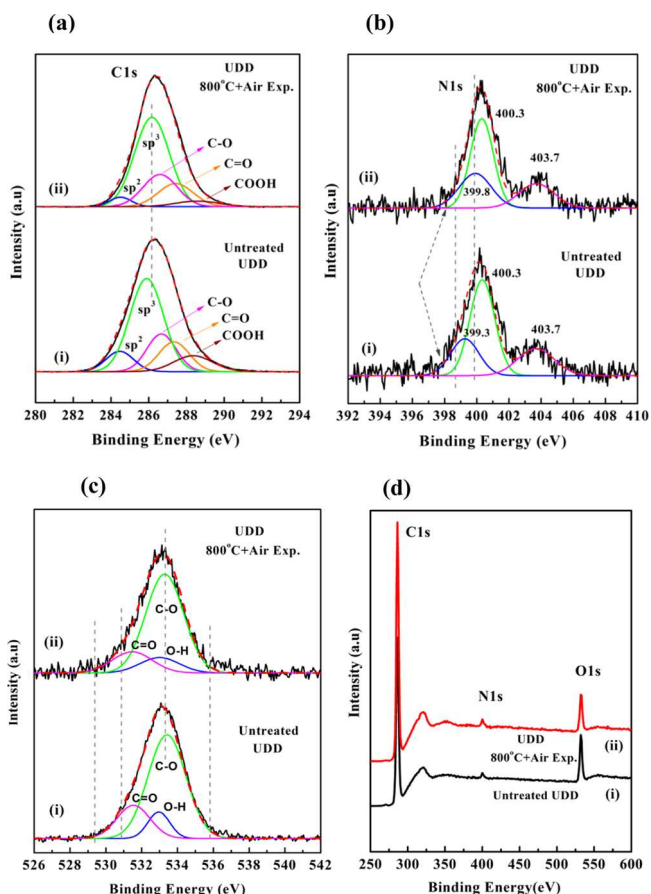 (a)
C1s
UDD
800°C+Air Exp.
sp³
C-O
C=O
COOH
sp²
(ii)
Untreated
UDD
sp³
C-O
C=O
COOH
sp²
(i)
Intensity (a.u)
280 282 284 286 288 290 292 294
Binding Energy (eV)
(b)
N1s
UDD
800°C+Air Exp.
400.3
403.7
399.8
(ii)
Untreated
UDD
400.3
403.7
399.3
(i)
Intensity (a.u)
392 394 396 398 400 402 404 406 408 410
Binding Energy (eV)
(c)
UDD
800°C+Air Exp.
C-O
(ii)
C=O
O-H
Untreated
UDD
C-O
C=O
O-H
(i)
Intensity (a.u)
526 528 530 532 534 536 538 540 542
Binding Energy (eV)
(d)
C1s
N1s
O1s
UDD
800°C+Air Exp.
(ii)
Untreated UDD
(i)
Intensity (a.u)
250 300 350 400 450 500 550 600
Binding Energy(eV)